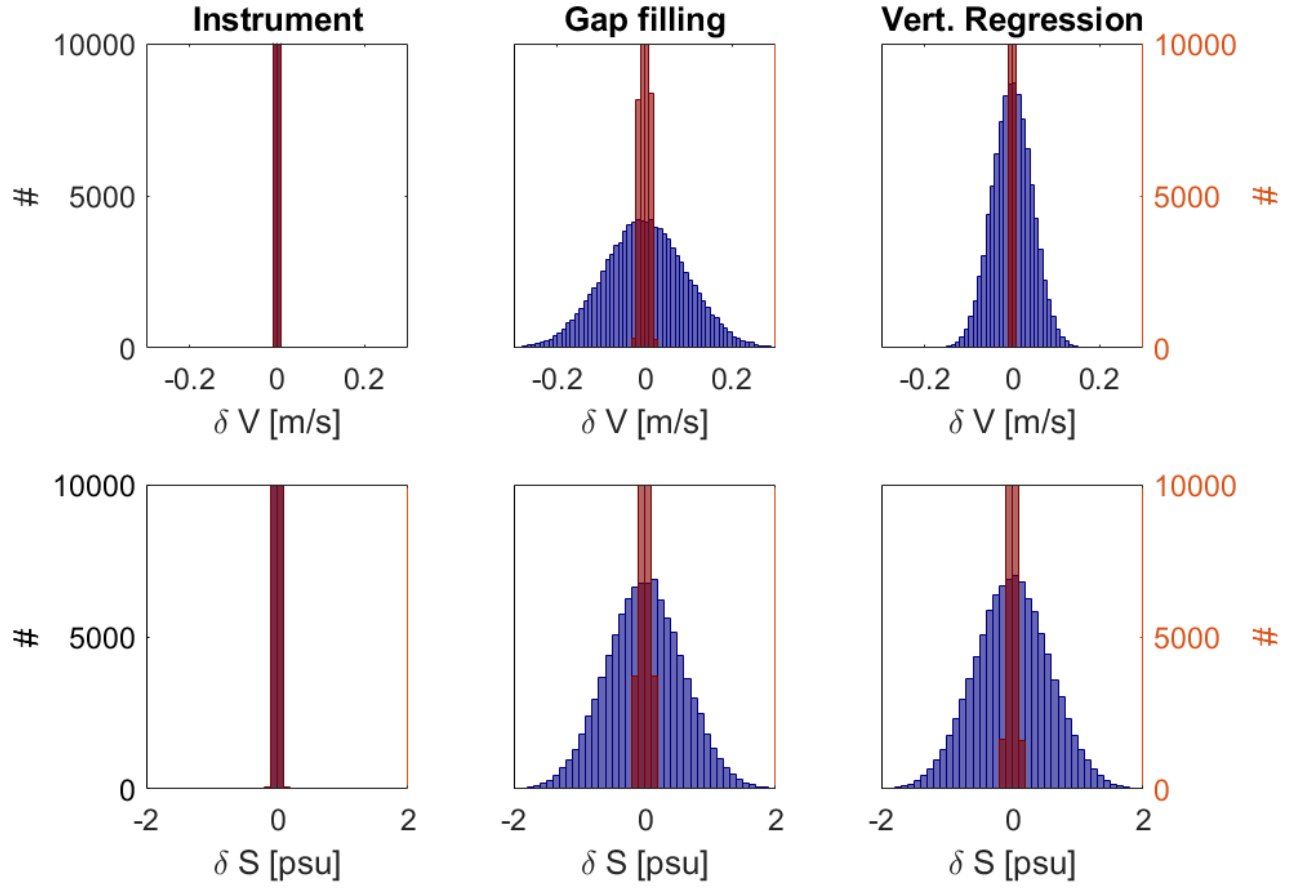 Instrument Gap filling Vert. Regression
10000 10000
# 5000 5000 #
0 0
-0.2 0 0.2 -0.2 0 0.2 -0.2 0 0.2
δ V [m/s] δ V [m/s] δ V [m/s]
10000 10000
# 5000 5000 #
0 0
-2 0 2 -2 0 2 -2 0 2
δ S [psu] δ S [psu] δ S [psu]